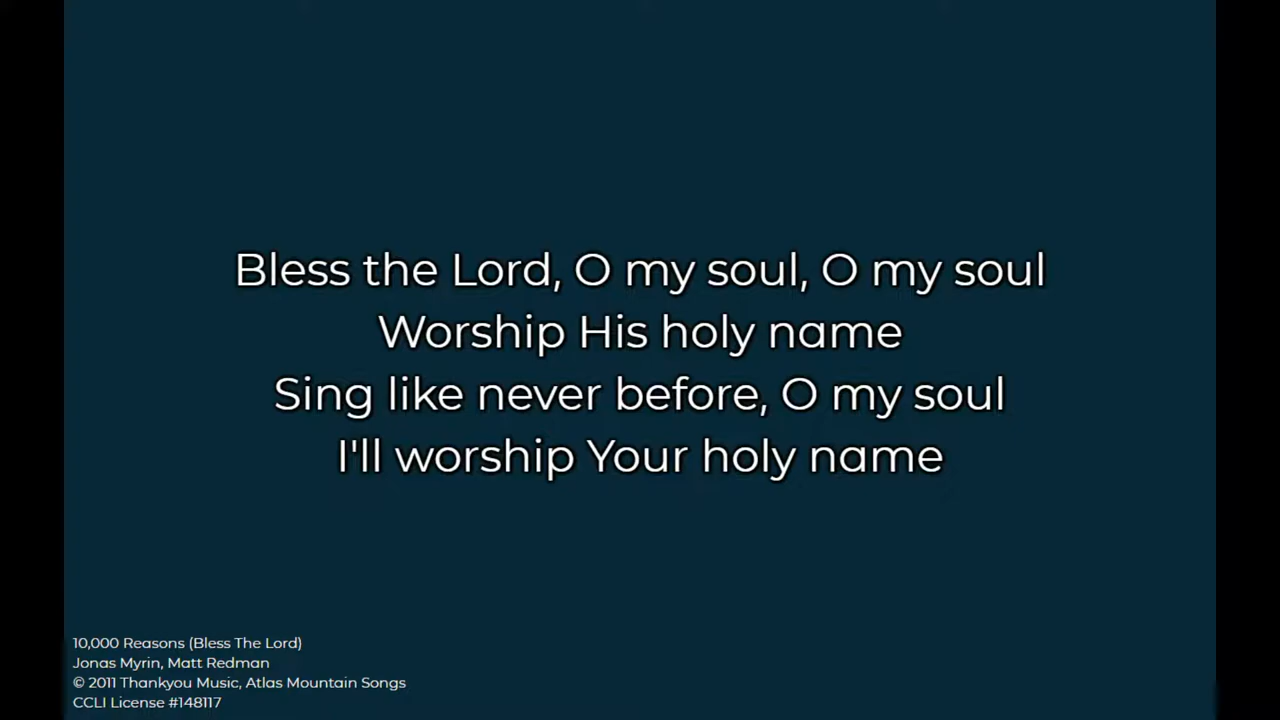 Bless the Lord, O my soul, O my soul
Worship His holy name
Sing like never before, O my soul
I'll worship Your holy name
10,000 Reasons (Bless The Lord)
Jonas Myrin, Matt Redman
© 2011 Thankyou Music, Atlas Mountain Songs
CCLI License #148117